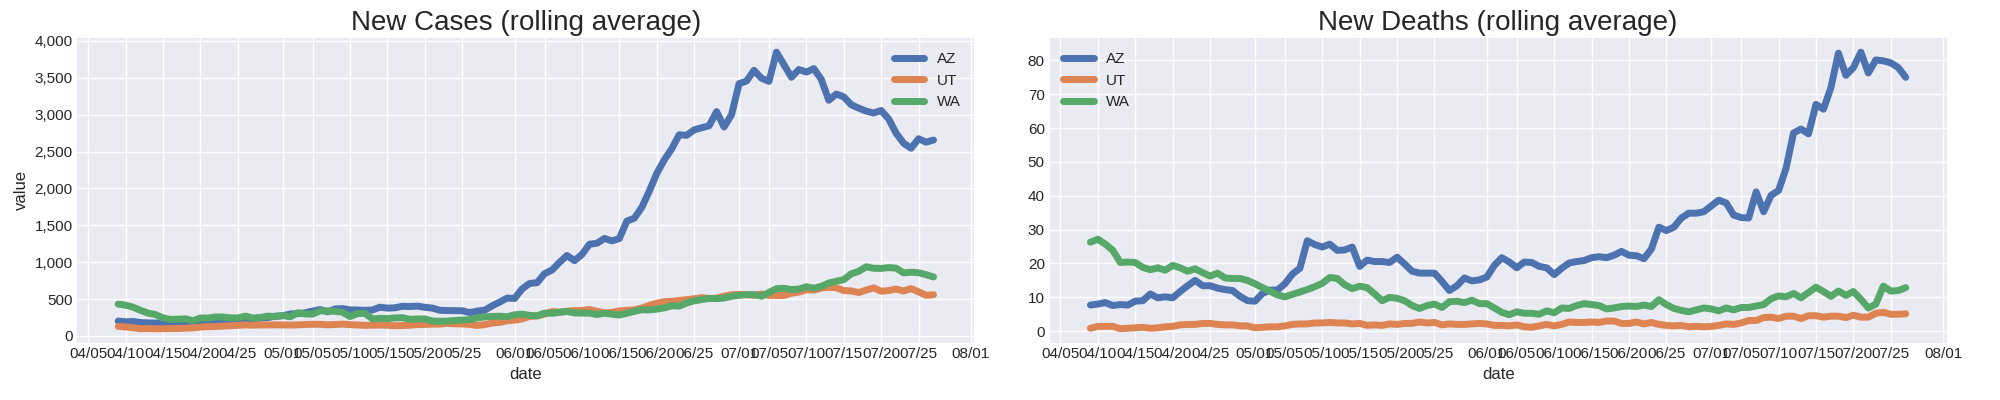 New Cases (rolling average)
4,000
3,500
3,000
2,500
2,000
1,500
1,000
500
0
value
AZ
UT
WA
04/05 04/10 04/15 04/20 04/25 05/01 05/05 05/10 05/15 05/20 05/25 06/01 06/05 06/10 06/15 06/20 06/25 07/01 07/05 07/10 07/15 07/20 07/25 08/01
date
New Deaths (rolling average)
80
70
60
50
40
30
20
10
0
AZ
UT
WA
04/05 04/10 04/15 04/20 04/25 05/01 05/05 05/10 05/15 05/20 05/25 06/01 06/05 06/10 06/15 06/20 06/25 07/01 07/05 07/10 07/15 07/20 07/25 08/01
date